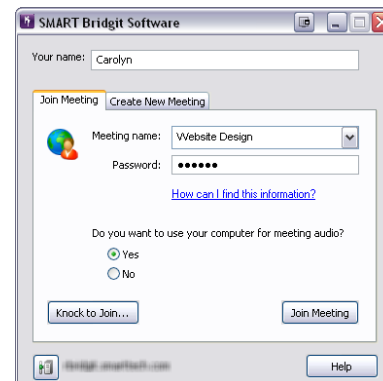 SMART Bridgit Software
Your name: Carolyn
Join Meeting Create New Meeting
Meeting name: Website Design
Password: ●●●●●●
How can I find this information?
Do you want to use your computer for meeting audio?
Yes
No
Knock to Join... Join Meeting
Help